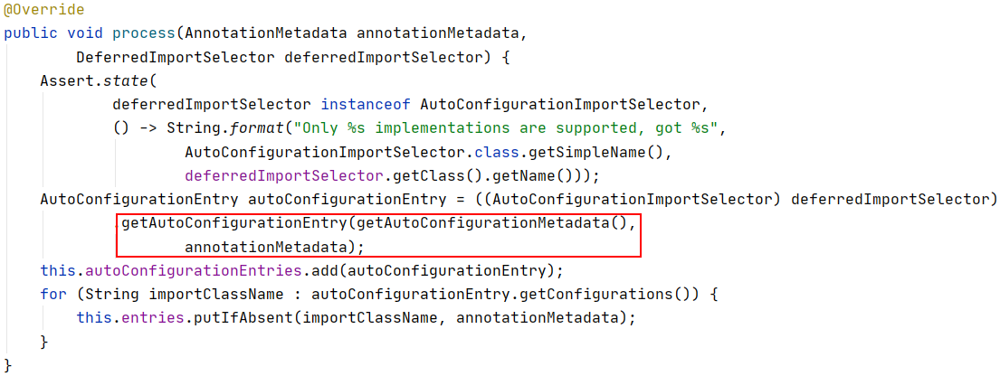 @Override
public void process(AnnotationMetadata annotationMetadata,
        DeferredImportSelector deferredImportSelector) {
    Assert.state(
            deferredImportSelector instanceof AutoConfigurationImportSelector,
            () -> String.format("Only %s implementations are supported, got %s",
                    AutoConfigurationImportSelector.class.getSimpleName(),
                    deferredImportSelector.getClass().getName()));
    AutoConfigurationEntry autoConfigurationEntry = ((AutoConfigurationImportSelector) deferredImportSelector)
            .getAutoConfigurationEntry(getAutoConfigurationMetadata(),
                    annotationMetadata);
    this.autoConfigurationEntries.add(autoConfigurationEntry);
    for (String importClassName : autoConfigurationEntry.getConfigurations()) {
        this.entries.putIfAbsent(importClassName, annotationMetadata);
    }
}